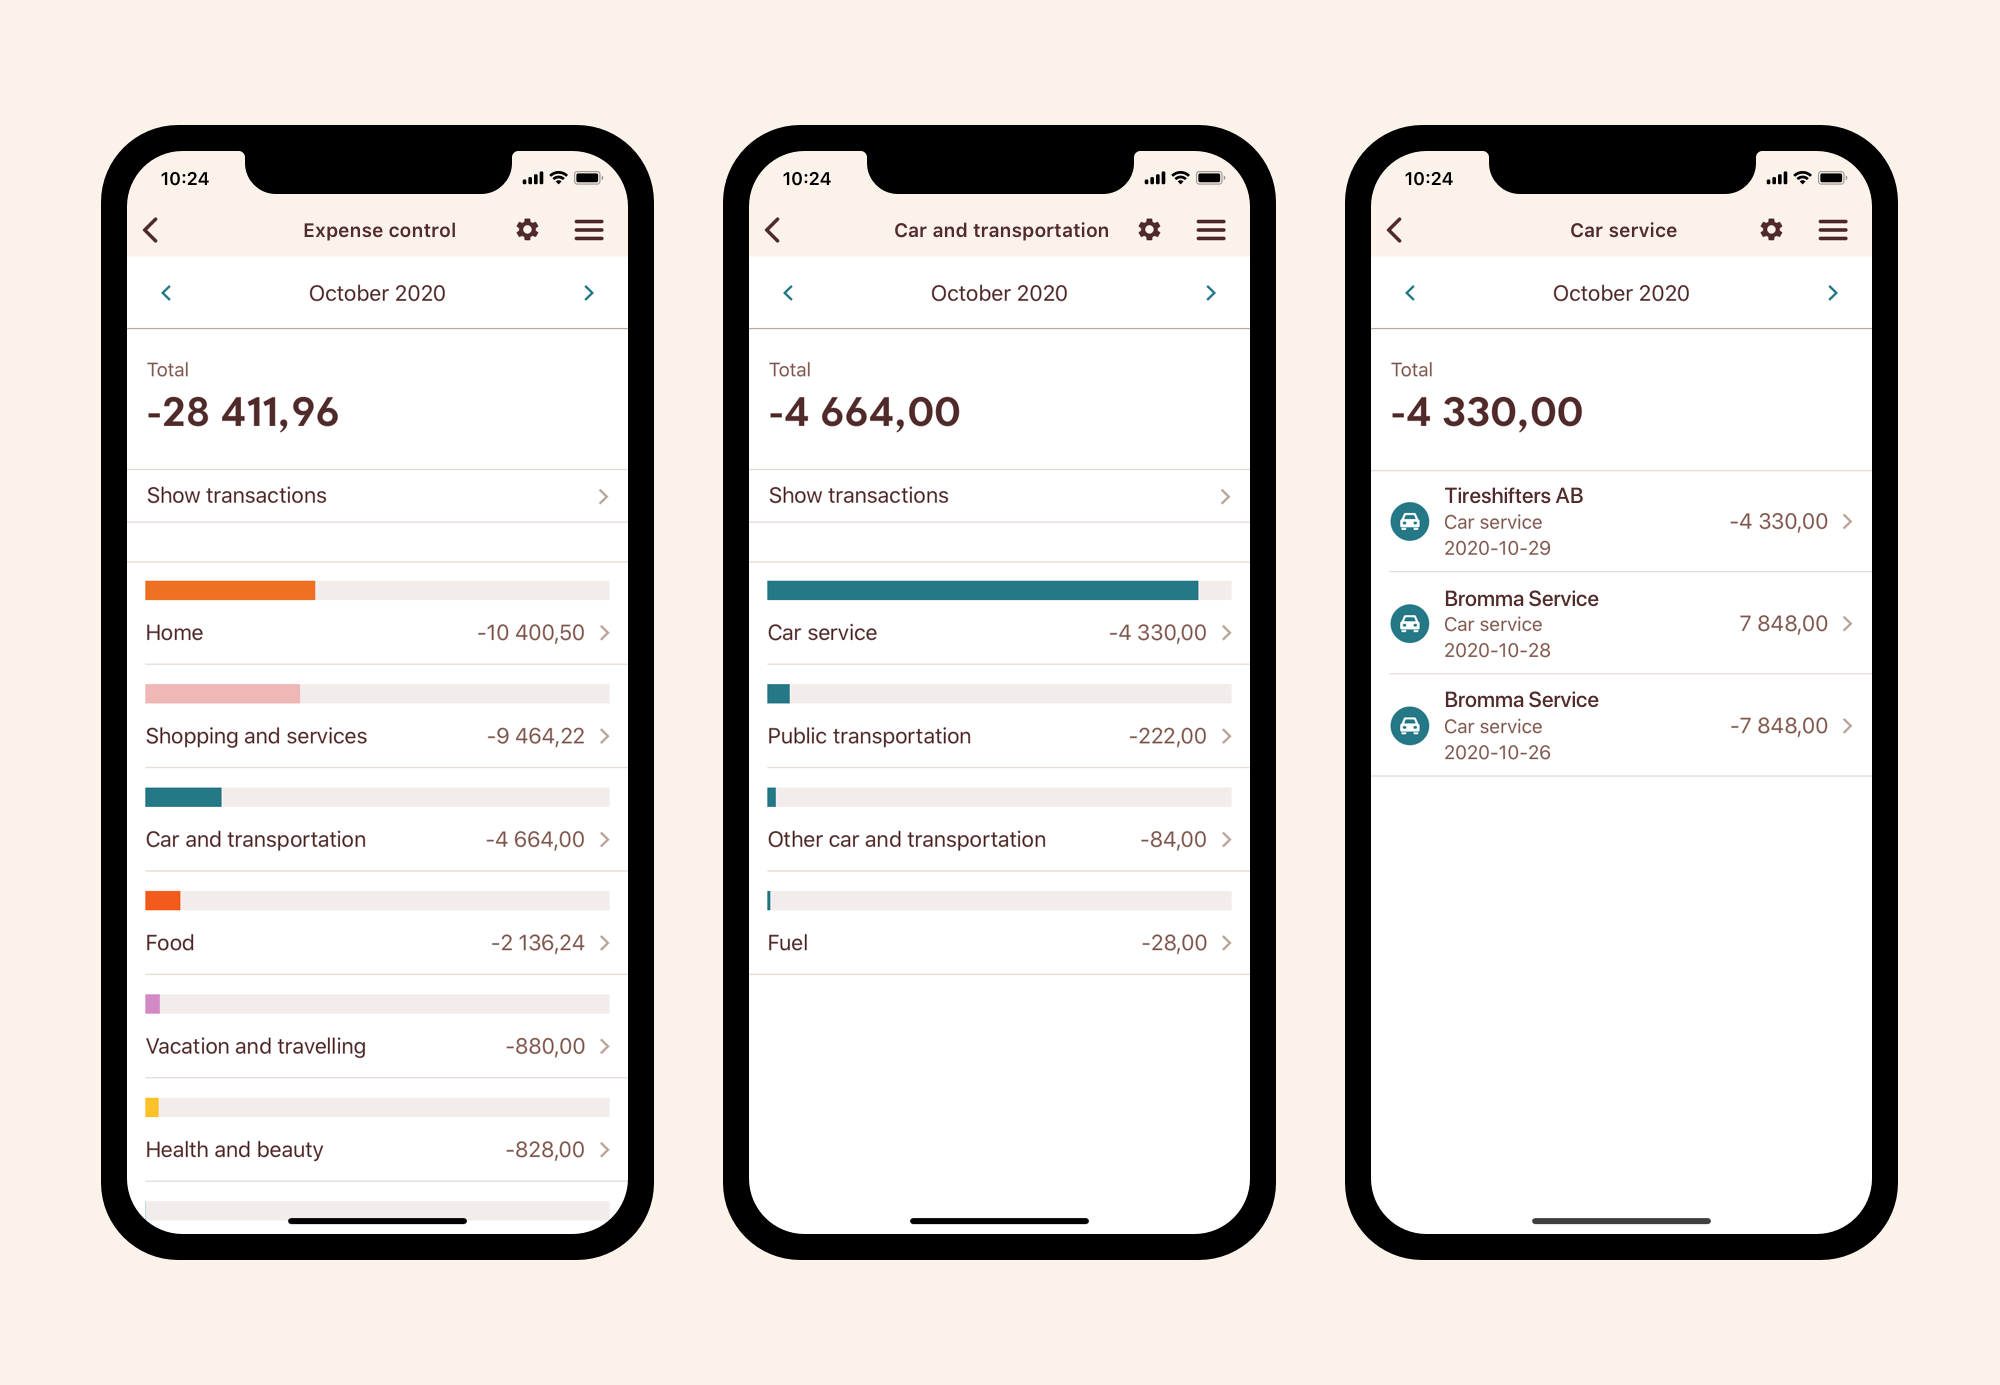 10:24
Expense control
October 2020
Total
-28 411,96
Show transactions
Home -10 400,50
Shopping and services -9 464,22
Car and transportation -4 664,00
Food -2 136,24
Vacation and travelling -880,00
Health and beauty -828,00
10:24
Car and transportation
October 2020
Total
-4 664,00
Show transactions
Car service -4 330,00
Public transportation -222,00
Other car and transportation -84,00
Fuel -28,00
10:24
Car service
October 2020
Total
-4 330,00
Tireshifters AB
Car service -4 330,00
2020-10-29
Bromma Service
Car service 7 848,00
2020-10-28
Bromma Service
Car service -7 848,00
2020-10-26